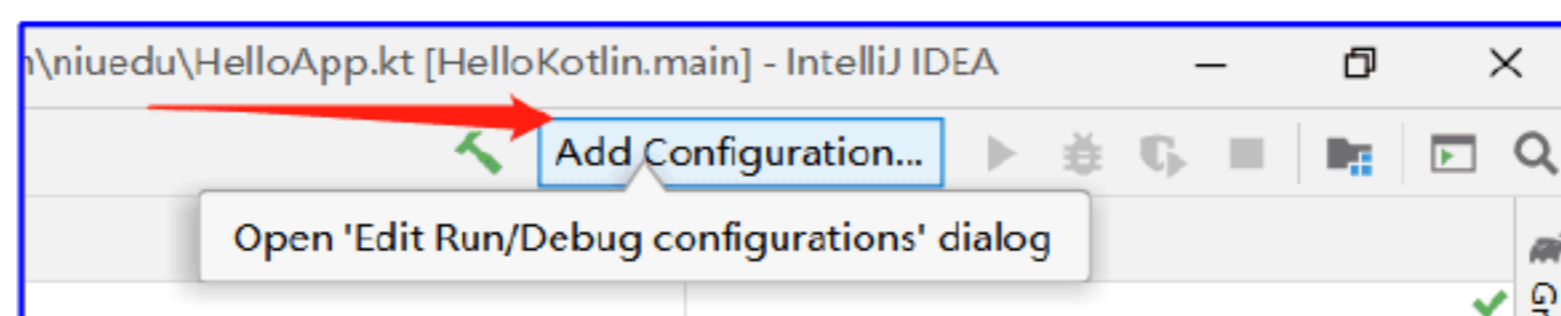 \niuedu\HelloApp.kt [HelloKotlin.main] - IntelliJ IDEA
Add Configuration...
Open 'Edit Run/Debug configurations' dialog